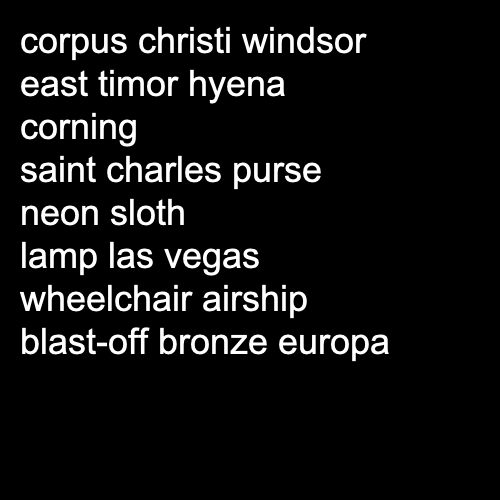 corpus christi windsor
east timor hyena
corning
saint charles purse
neon sloth
lamp las vegas
wheelchair airship
blast-off bronze europa